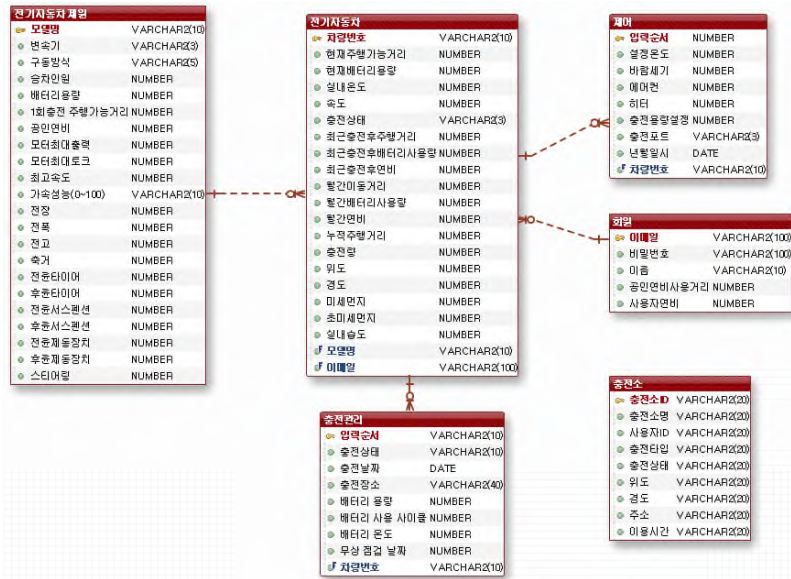 전기자동차제원
모델명 VARCHAR2(10)
변속기 VARCHAR2(3)
구동방식 VARCHAR2(5)
승차인원 NUMBER
배터리용량 NUMBER
1회충전 주행가능거리 NUMBER
공인연비 NUMBER
모터최대출력 NUMBER
모터최대토크 NUMBER
최고속도 NUMBER
가속성능(0~100) VARCHAR2(10)
전장 NUMBER
전폭 NUMBER
전고 NUMBER
축거 NUMBER
전륜타이어 NUMBER
후륜타이어 NUMBER
전륜서스펜션 NUMBER
후륜서스펜션 NUMBER
전륜제동장치 NUMBER
후륜제동장치 NUMBER
스티어링 NUMBER
전기자동차
차량번호 VARCHAR2(10)
현재주행가능거리 NUMBER
현재배터리용량 NUMBER
실내온도 NUMBER
속도 NUMBER
충전상태 VARCHAR2(3)
최근충전후주행거리 NUMBER
최근충전후배터리사용량 NUMBER
최근충전후연비 NUMBER
월간이동거리 NUMBER
월간배터리사용량 NUMBER
월간연비 NUMBER
누적주행거리 NUMBER
충전량 NUMBER
위도 NUMBER
경도 NUMBER
미세먼지 NUMBER
초미세먼지 NUMBER
실내습도 NUMBER
모델명 VARCHAR2(10)
이메일 VARCHAR2(100)
제어
입력순서 NUMBER
설정온도 NUMBER
바람세기 NUMBER
에어컨 NUMBER
히터 NUMBER
충전용량설정 NUMBER
충전포트 VARCHAR2(3)
년월일시 DATE
차량번호 VARCHAR2(10)
회원
이메일 VARCHAR2(100)
비밀번호 VARCHAR2(100)
이름 VARCHAR2(10)
공인연비사용거리 NUMBER
사용자연비 NUMBER
충전관리
입력순서 VARCHAR2(10)
충전상태 VARCHAR2(10)
충전날짜 DATE
충전장소 VARCHAR2(40)
배터리 용량 NUMBER
배터리 사용 사이클 NUMBER
배터리 온도 NUMBER
무상 점검 날짜 NUMBER
차량번호 VARCHAR2(10)
충전소
충전소ID VARCHAR2(20)
충전소명 VARCHAR2(20)
사용자ID VARCHAR2(20)
충전타입 VARCHAR2(20)
충전상태 VARCHAR2(20)
위도 VARCHAR2(20)
경도 VARCHAR2(20)
주소 VARCHAR2(20)
이용시간 VARCHAR2(20)